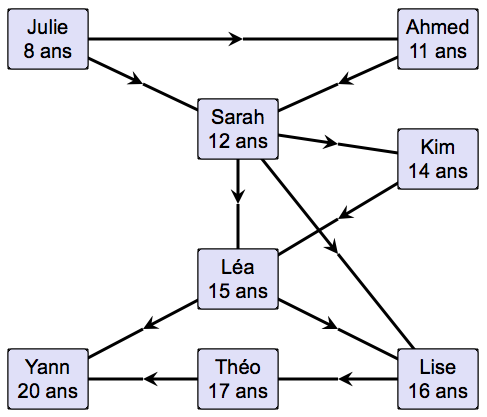 Julie
8 ans
Ahmed
11 ans
Sarah
12 ans
Kim
14 ans
Léa
15 ans
Yann
20 ans
Théo
17 ans
Lise
16 ans